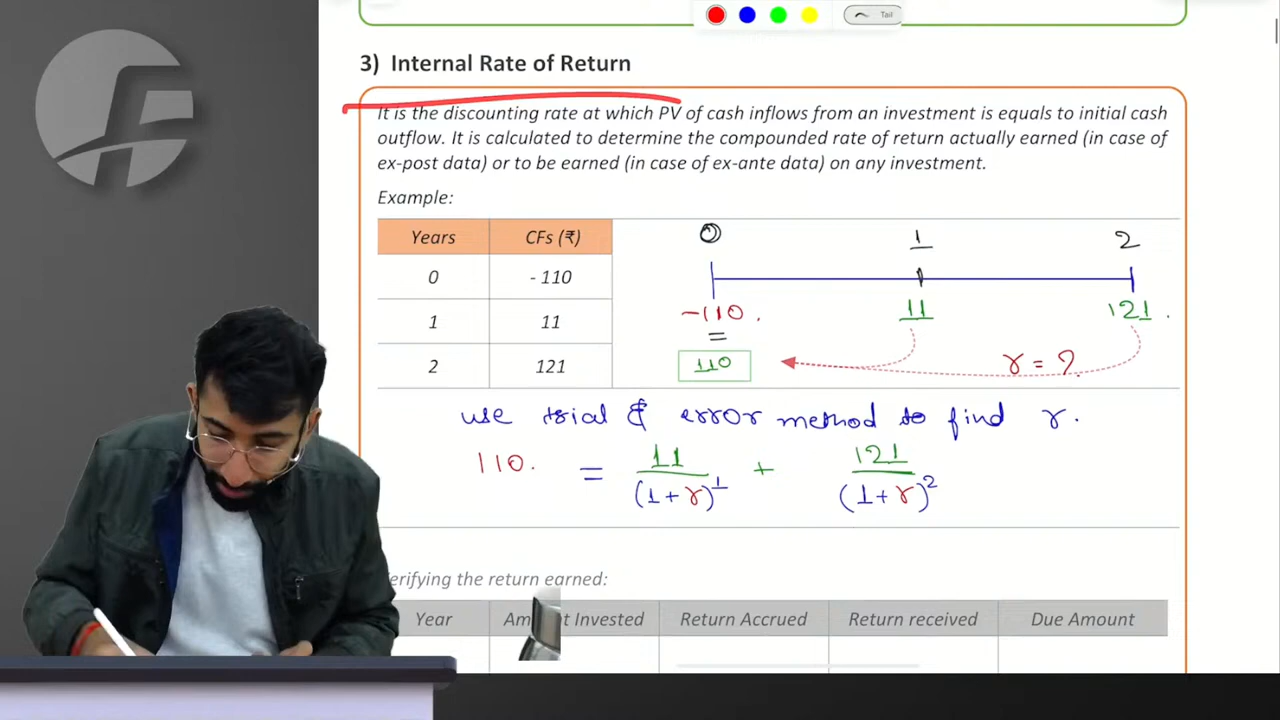 Tail
3) Internal Rate of Return
It is the discounting rate at which PV of cash inflows from an investment is equals to initial cash
outflow. It is calculated to determine the compounded rate of return actually earned (in case of
ex-post data) or to be earned (in case of ex-ante data) on any investment.
Example:
Years CFs (₹)
0 - 110
1 11
2 121
0 1 2
-110. 11 121.
=
110 r = ?
use trial & error method to find r.
110. = 11/(1+r)^1 + 121/(1+r)^2
erifying the return earned:
Year Invested Return Accrued Return received Due Amount